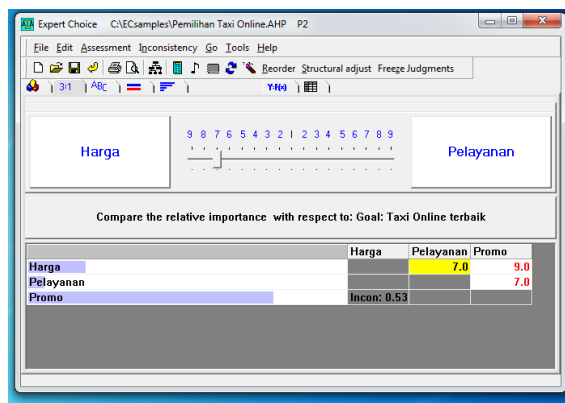 Expert Choice C:\ECsamples\Pemilihan Taxi Online.AHP P2
File Edit Assessment Inconsistency Go Tools Help
Reorder Structural adjust Freeze Judgments
3:1 ABC Y:f(x)
9 8 7 6 5 4 3 2 1 2 3 4 5 6 7 8 9
Harga Pelayanan
Compare the relative importance with respect to: Goal: Taxi Online terbaik
Harga Pelayanan Promo
Harga 7.0 9.0
Pelayanan 7.0
Promo Incon: 0.53